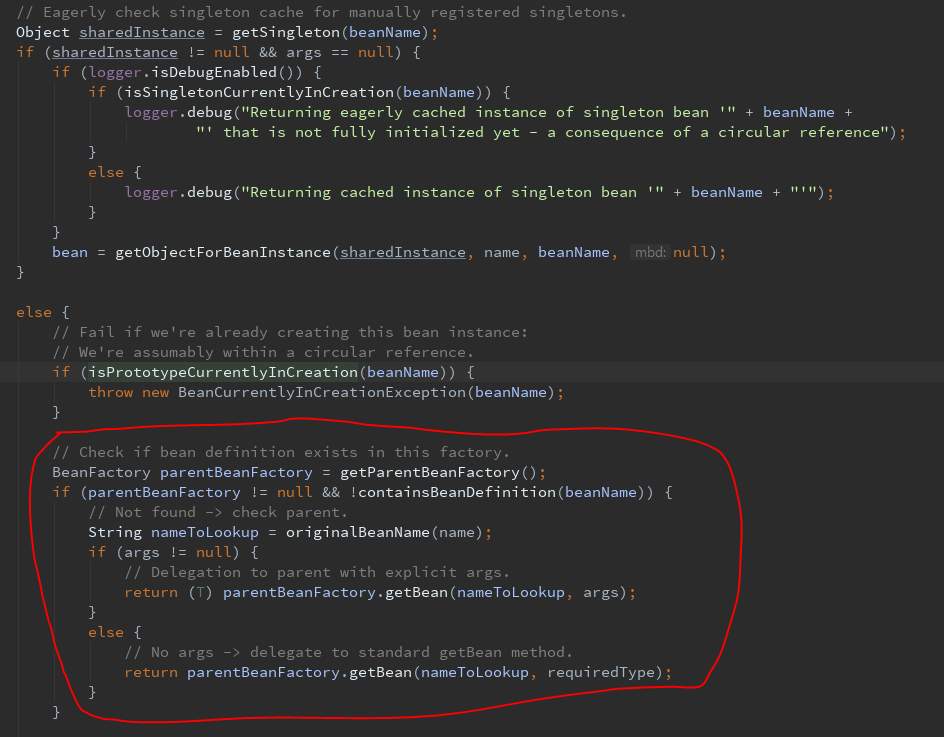 // Eagerly check singleton cache for manually registered singletons.
Object sharedInstance = getSingleton(beanName);
if (sharedInstance != null && args == null) {
if (logger.isDebugEnabled()) {
if (isSingletonCurrentlyInCreation(beanName)) {
logger.debug("Returning eagerly cached instance of singleton bean '" + beanName +
"' that is not fully initialized yet - a consequence of a circular reference");
}
else {
logger.debug("Returning cached instance of singleton bean '" + beanName + "'");
}
}
bean = getObjectForBeanInstance(sharedInstance, name, beanName, mbd: null);
}
else {
// Fail if we're already creating this bean instance:
// We're assumably within a circular reference.
if (isPrototypeCurrentlyInCreation(beanName)) {
throw new BeanCurrentlyInCreationException(beanName);
}
// Check if bean definition exists in this factory.
BeanFactory parentBeanFactory = getParentBeanFactory();
if (parentBeanFactory != null && !containsBeanDefinition(beanName)) {
// Not found -> check parent.
String nameToLookup = originalBeanName(name);
if (args != null) {
// Delegation to parent with explicit args.
return (T) parentBeanFactory.getBean(nameToLookup, args);
}
else {
// No args -> delegate to standard getBean method.
return parentBeanFactory.getBean(nameToLookup, requiredType);
}
}